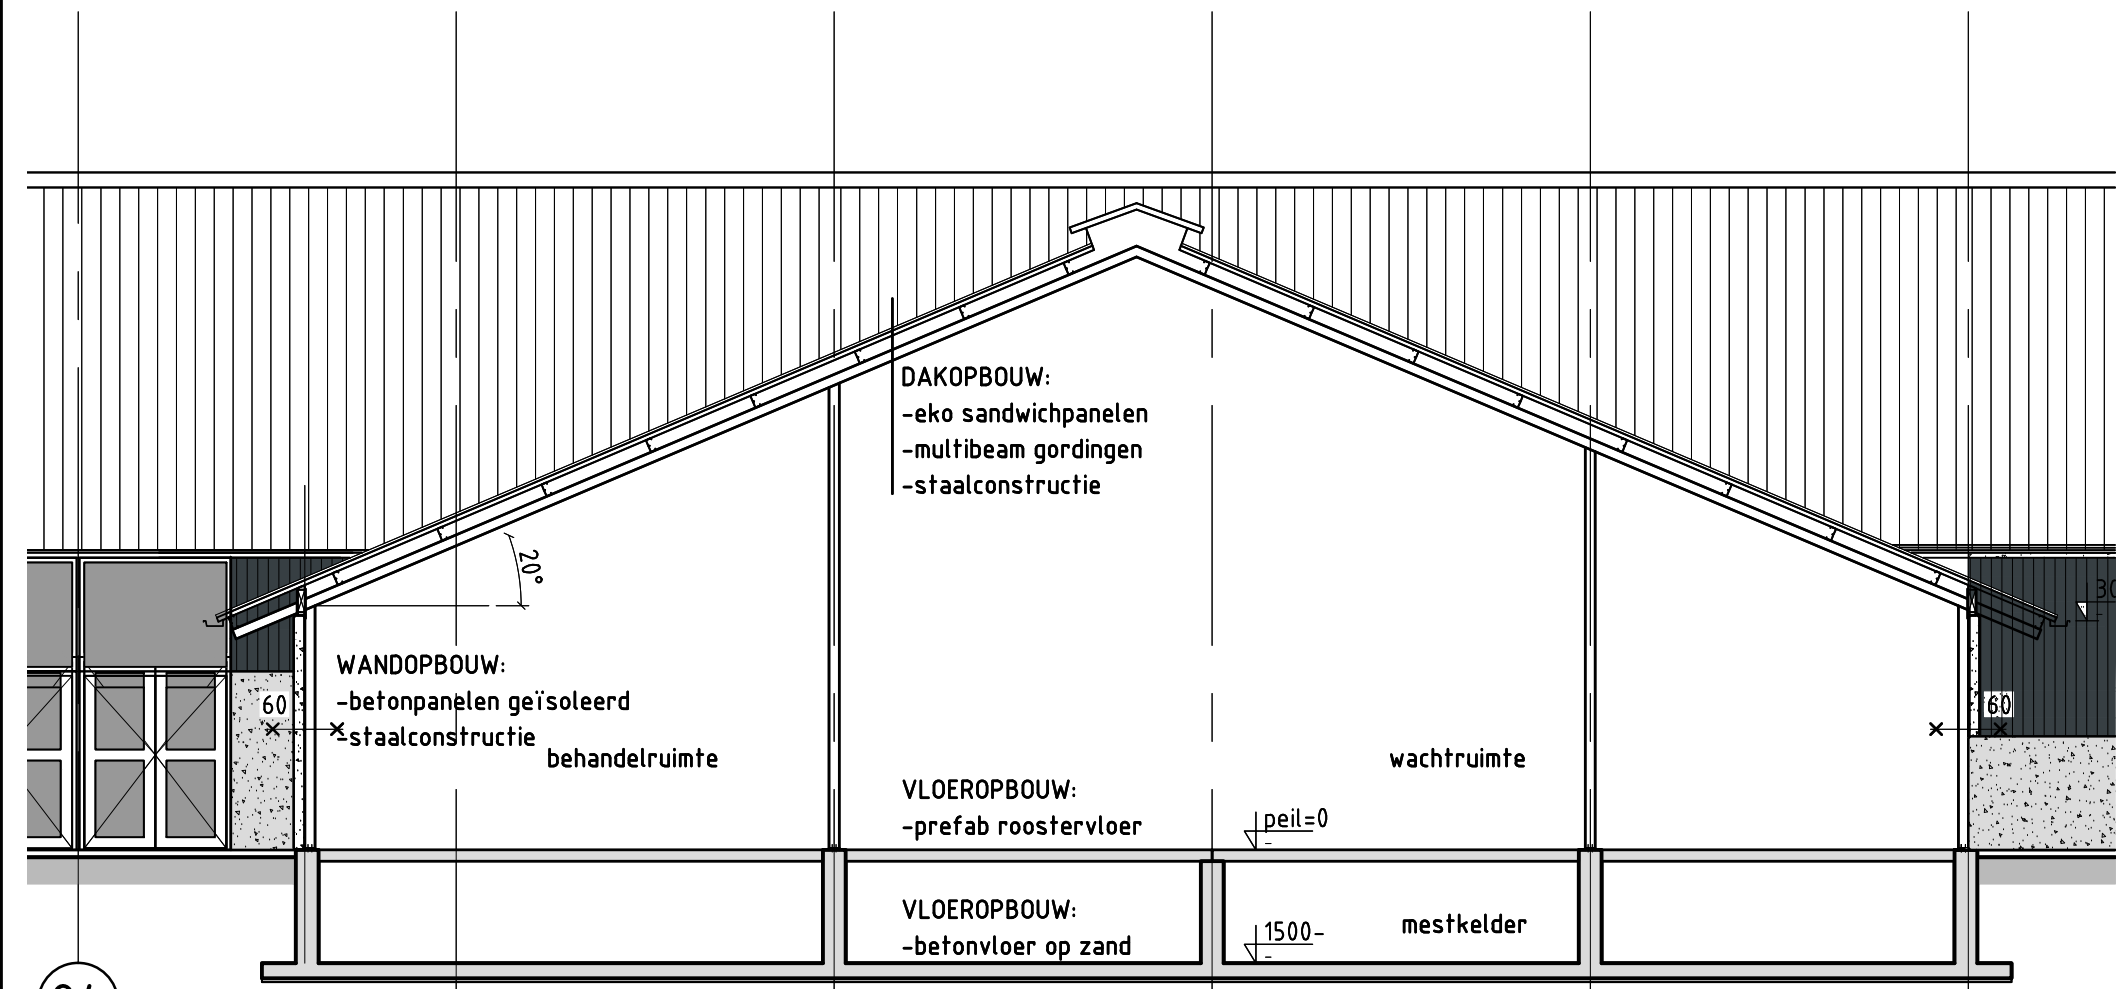 DAKOPBOUW:
-eko sandwichpanelen
-multibeam gordingen
-staalconstructie
20°
30
WANDOPBOUW:
-betonpanelen geïsoleerd
-staalconstructie
60
60
behandelruimte
wachtruimte
VLOEROPBOUW:
-prefab roostervloer
peil=0
-
VLOEROPBOUW:
-betonvloer op zand
1500-
-
mestkelder